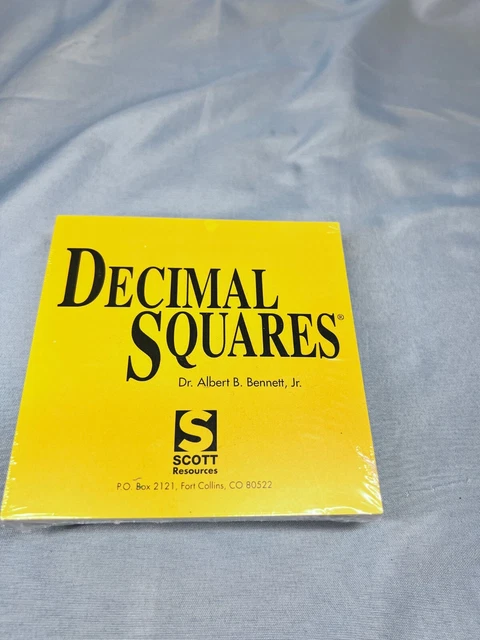 DECIMAL
SQUARES®
Dr. Albert B. Bennett, Jr.
S
SCOTT
Resources
P.O. Box 2121, Fort Collins, CO 80522